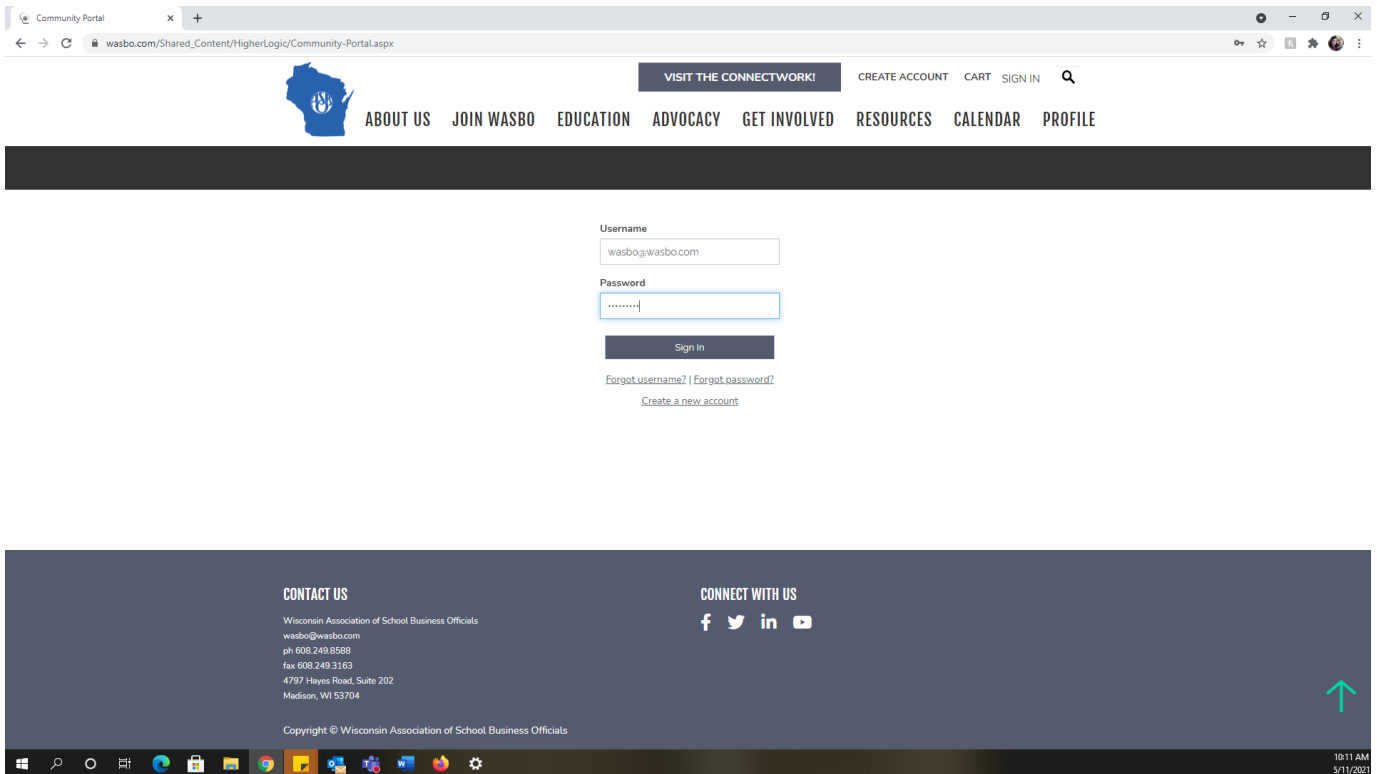 Community Portal
wasbo.com/Shared_Content/HigherLogic/Community-Portal.aspx
VISIT THE CONNECTWORK! CREATE ACCOUNT CART SIGN IN
ABOUT US JOIN WASBO EDUCATION ADVOCACY GET INVOLVED RESOURCES CALENDAR PROFILE
Username
wasbo@wasbo.com
Password
·········
Sign In
Forgot username? | Forgot password?
Create a new account
CONTACT US
Wisconsin Association of School Business Officials
wasbo@wasbo.com
ph 608.249.8588
fax 608.249.3163
4797 Hayes Road, Suite 202
Madison, WI 53704
Copyright © Wisconsin Association of School Business Officials
CONNECT WITH US
10:11 AM
5/11/2021